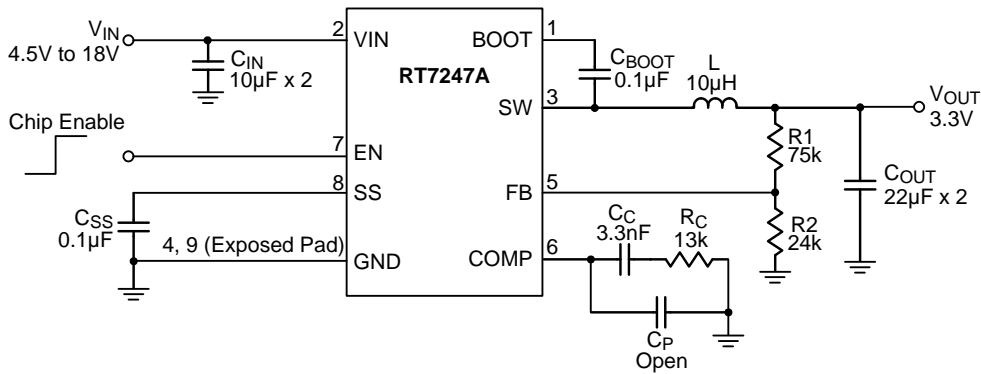 VIN
4.5V to 18V
2
VIN
CIN
10µF x 2
RT7247A
BOOT
1
CBOOT
0.1µF
L
10µH
SW
3
VOUT
3.3V
Chip Enable
7
EN
R1
75k
8
SS
FB
5
COUT
22µF x 2
CSS
0.1µF
R2
24k
4, 9 (Exposed Pad)
GND
COMP
6
CC
3.3nF
RC
13k
CP
Open